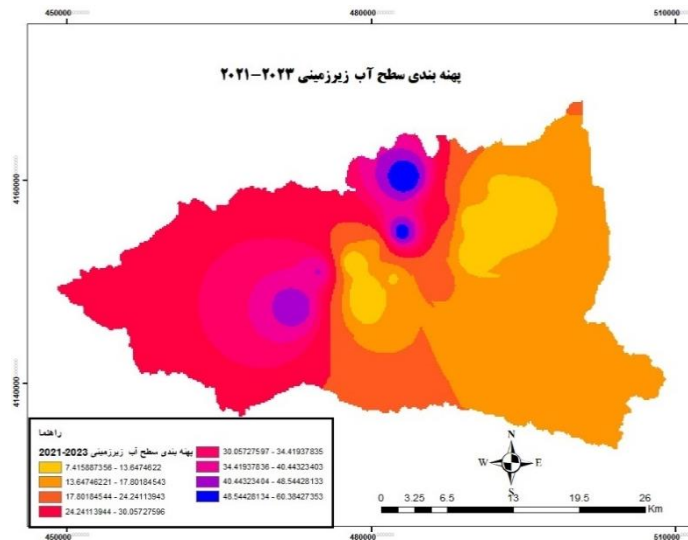 450000 480000 510000
پهنه بندی سطح آب زیرزمینی ۲۰۲۳-۲۰۲۱
4160000
4140000
راهنما
پهنه بندی سطح آب زیرزمینی 2021-2023
7.415887356 - 13.6474622
13.64746221 - 17.80184543
17.80184544 - 24.24113943
24.24113944 - 30.05727596
30.05727597 - 34.41937835
34.41937836 - 40.44323403
40.44323404 - 48.54428133
48.54428134 - 60.38427353
N
W E
S
0 3.25 6.5 13 19.5 26
Km
450000 480000 510000